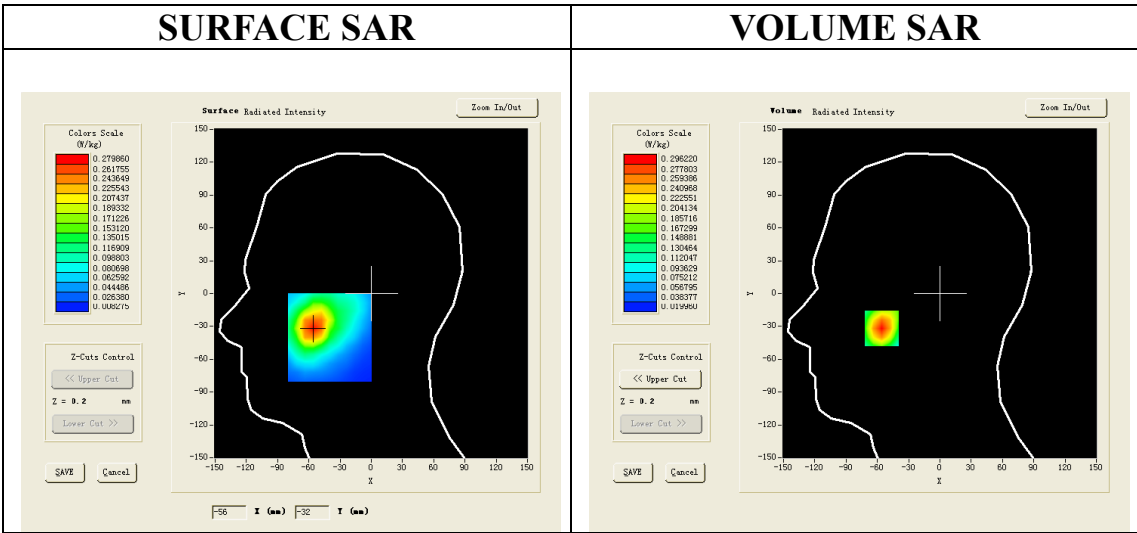 SURFACE SAR
VOLUME SAR
Surface Radiated Intensity
Zoom In/Out
Colors Scale
(W/kg)
0.279860
0.261755
0.243649
0.225543
0.207437
0.189332
0.171226
0.153120
0.135015
0.116909
0.098803
0.080698
0.062592
0.044486
0.026380
0.008275
150
120
90
60
30
0
-30
-60
-90
-120
-150
Y
-150 -120 -90 -60 -30 0 30 60 90 120 150
X
Z-Cuts Control
<< Upper Cut
Z = 0.2 mm
Lower Cut >>
SAVE Cancel
-56 X (mm) -32 Y (mm)
Volume Radiated Intensity
Zoom In/Out
Colors Scale
(W/kg)
0.296220
0.277803
0.259386
0.240968
0.222551
0.204134
0.185716
0.167299
0.148881
0.130464
0.112047
0.093629
0.075212
0.056795
0.038377
0.019960
150
120
90
60
30
0
-30
-60
-90
-120
-150
Y
-150 -120 -90 -60 -30 0 30 60 90 120 150
X
Z-Cuts Control
<< Upper Cut
Z = 0.2 mm
Lower Cut >>
SAVE Cancel